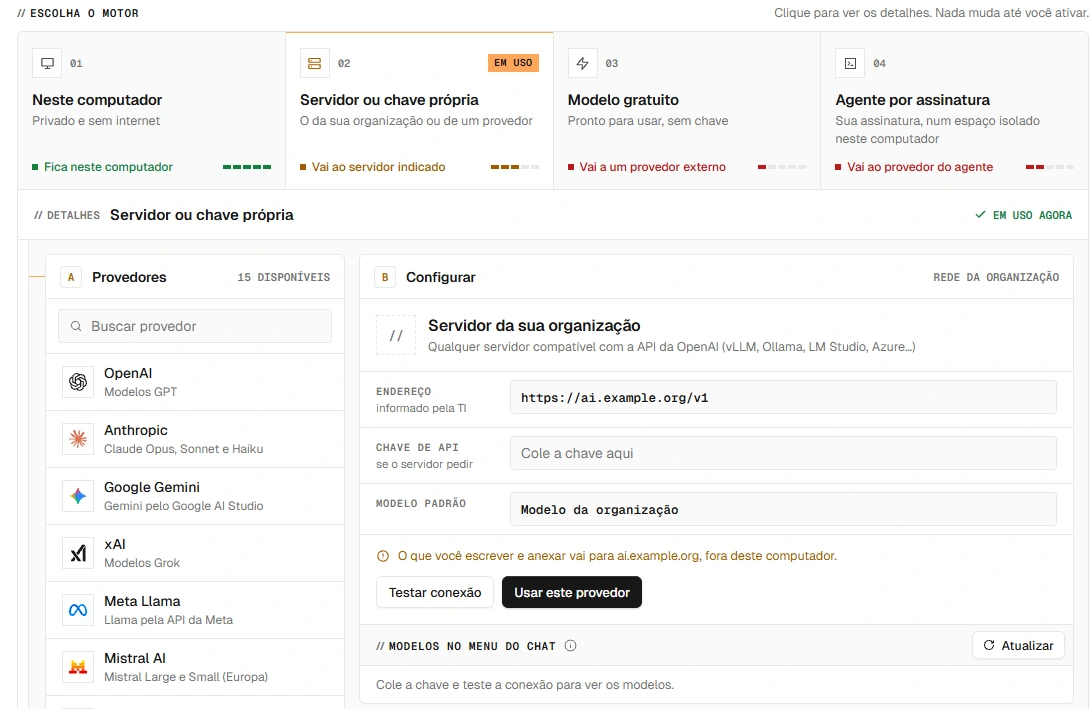 // ESCOLHA O MOTOR
Clique para ver os detalhes. Nada muda até você ativar.
01
Neste computador
Privado e sem internet
Fica neste computador
02
EM USO
Servidor ou chave própria
O da sua organização ou de um provedor
Vai ao servidor indicado
03
Modelo gratuito
Pronto para usar, sem chave
Vai a um provedor externo
04
Agente por assinatura
Sua assinatura, num espaço isolado
neste computador
Vai ao provedor do agente
// DETALHES Servidor ou chave própria
EM USO AGORA
A Provedores 15 DISPONÍVEIS
Buscar provedor
OpenAI
Modelos GPT
Anthropic
Claude Opus, Sonnet e Haiku
Google Gemini
Gemini pelo Google AI Studio
xAI
Modelos Grok
Meta Llama
Llama pela API da Meta
Mistral AI
Mistral Large e Small (Europa)
B Configurar REDE DA ORGANIZAÇÃO
//
Servidor da sua organização
Qualquer servidor compatível com a API da OpenAI (vLLM, Ollama, LM Studio, Azure…)
ENDEREÇO
informado pela TI
https://ai.example.org/v1
CHAVE DE API
se o servidor pedir
Cole a chave aqui
MODELO PADRÃO
Modelo da organização
O que você escrever e anexar vai para ai.example.org, fora deste computador.
Testar conexão
Usar este provedor
// MODELOS NO MENU DO CHAT
Atualizar
Cole a chave e teste a conexão para ver os modelos.